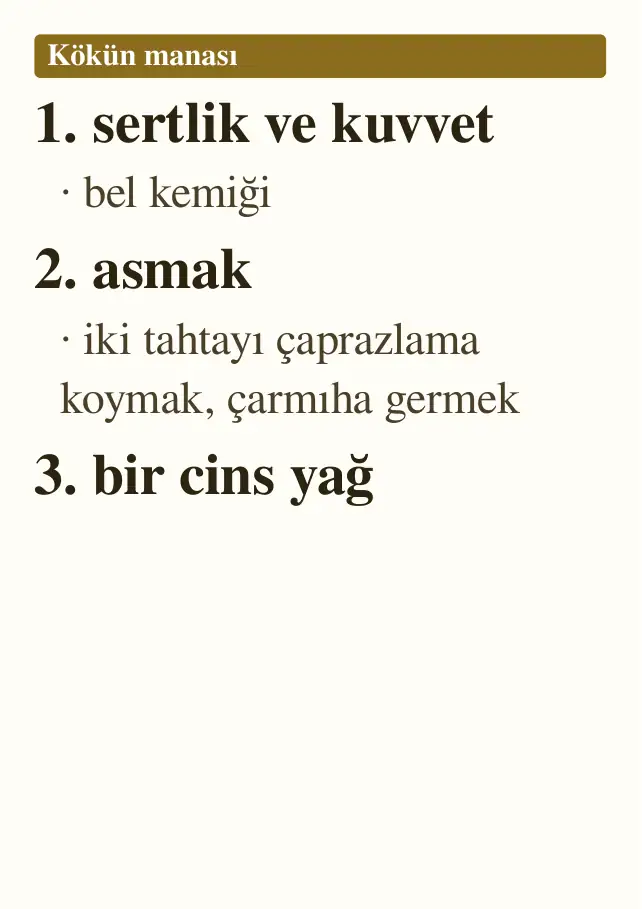 Kökün manası
1. sertlik ve kuvvet
· bel kemiği
2. asmak
· iki tahtayı çaprazlama
koymak, çarmıha germek
3. bir cins yağ